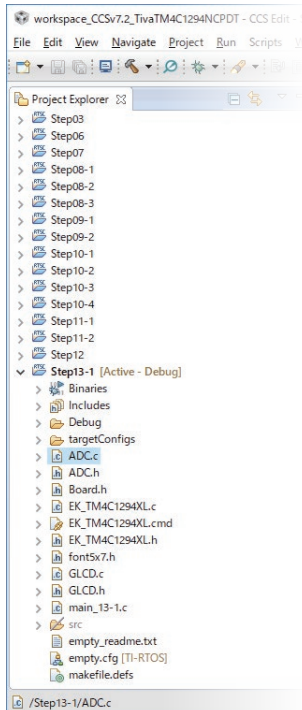 workspace_CCSv7.2_TivaTM4C1294NCPDT - CCS Edit -
File Edit View Navigate Project Run Scripts
Project Explorer
Step03
Step06
Step07
Step08-1
Step08-2
Step08-3
Step09-1
Step09-2
Step10-1
Step10-2
Step10-3
Step10-4
Step11-1
Step11-2
Step12
Step13-1 [Active - Debug]
Binaries
Includes
Debug
targetConfigs
ADC.c
ADC.h
Board.h
EK_TM4C1294XL.c
EK_TM4C1294XL.cmd
EK_TM4C1294XL.h
font5x7.h
GLCD.c
GLCD.h
main_13-1.c
src
empty_readme.txt
empty.cfg [TI-RTOS]
makefile.defs
/Step13-1/ADC.c